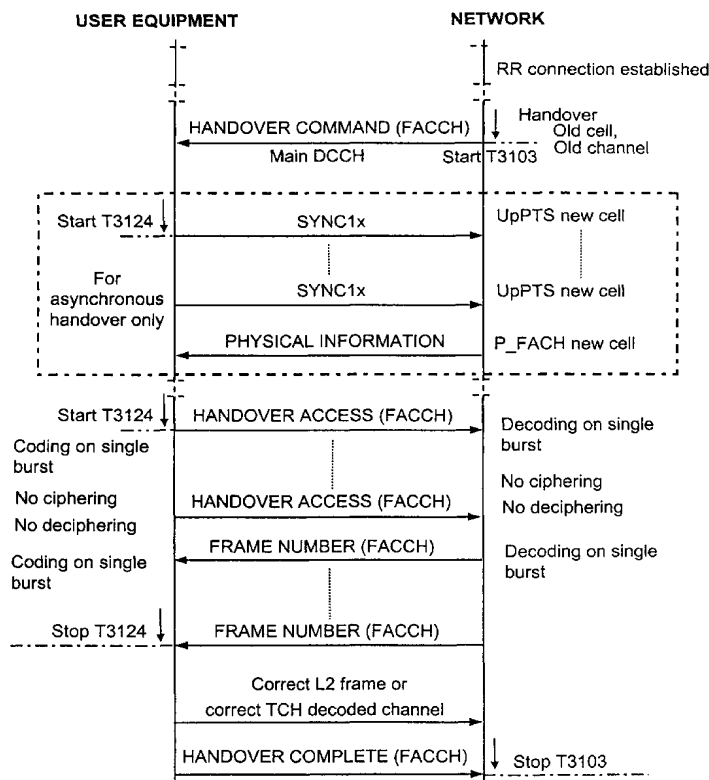 USER EQUIPMENT
NETWORK
RR connection established
Handover
HANDOVER COMMAND (FACCH)
Old cell,
Old channel
Main DCCH
Start T3103
Start T3124
SYNC1x
UpPTS new cell
For
asynchronous
handover only
SYNC1x
UpPTS new cell
PHYSICAL INFORMATION
P_FACH new cell
Start T3124
HANDOVER ACCESS (FACCH)
Decoding on single
burst
Coding on single
burst
No ciphering
No ciphering
HANDOVER ACCESS (FACCH)
No deciphering
No deciphering
FRAME NUMBER (FACCH)
Decoding on single
burst
Coding on single
burst
Stop T3124
FRAME NUMBER (FACCH)
Correct L2 frame or
correct TCH decoded channel
HANDOVER COMPLETE (FACCH)
Stop T3103